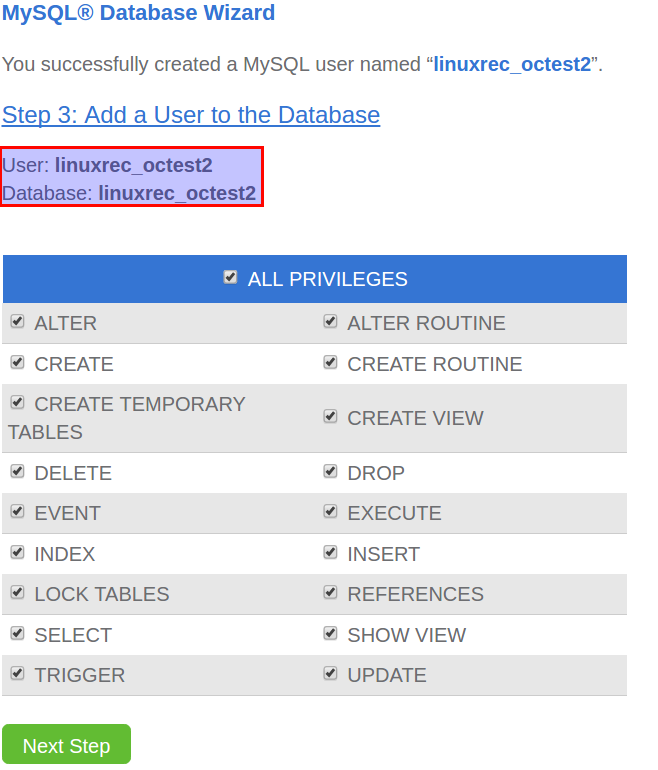 MySQL® Database Wizard
You successfully created a MySQL user named “linuxrec_octest2”.
Step 3: Add a User to the Database
User: linuxrec_octest2
Database: linuxrec_octest2
ALL PRIVILEGES
ALTER ALTER ROUTINE
CREATE CREATE ROUTINE
CREATE TEMPORARY
TABLES CREATE VIEW
DELETE DROP
EVENT EXECUTE
INDEX INSERT
LOCK TABLES REFERENCES
SELECT SHOW VIEW
TRIGGER UPDATE
Next Step